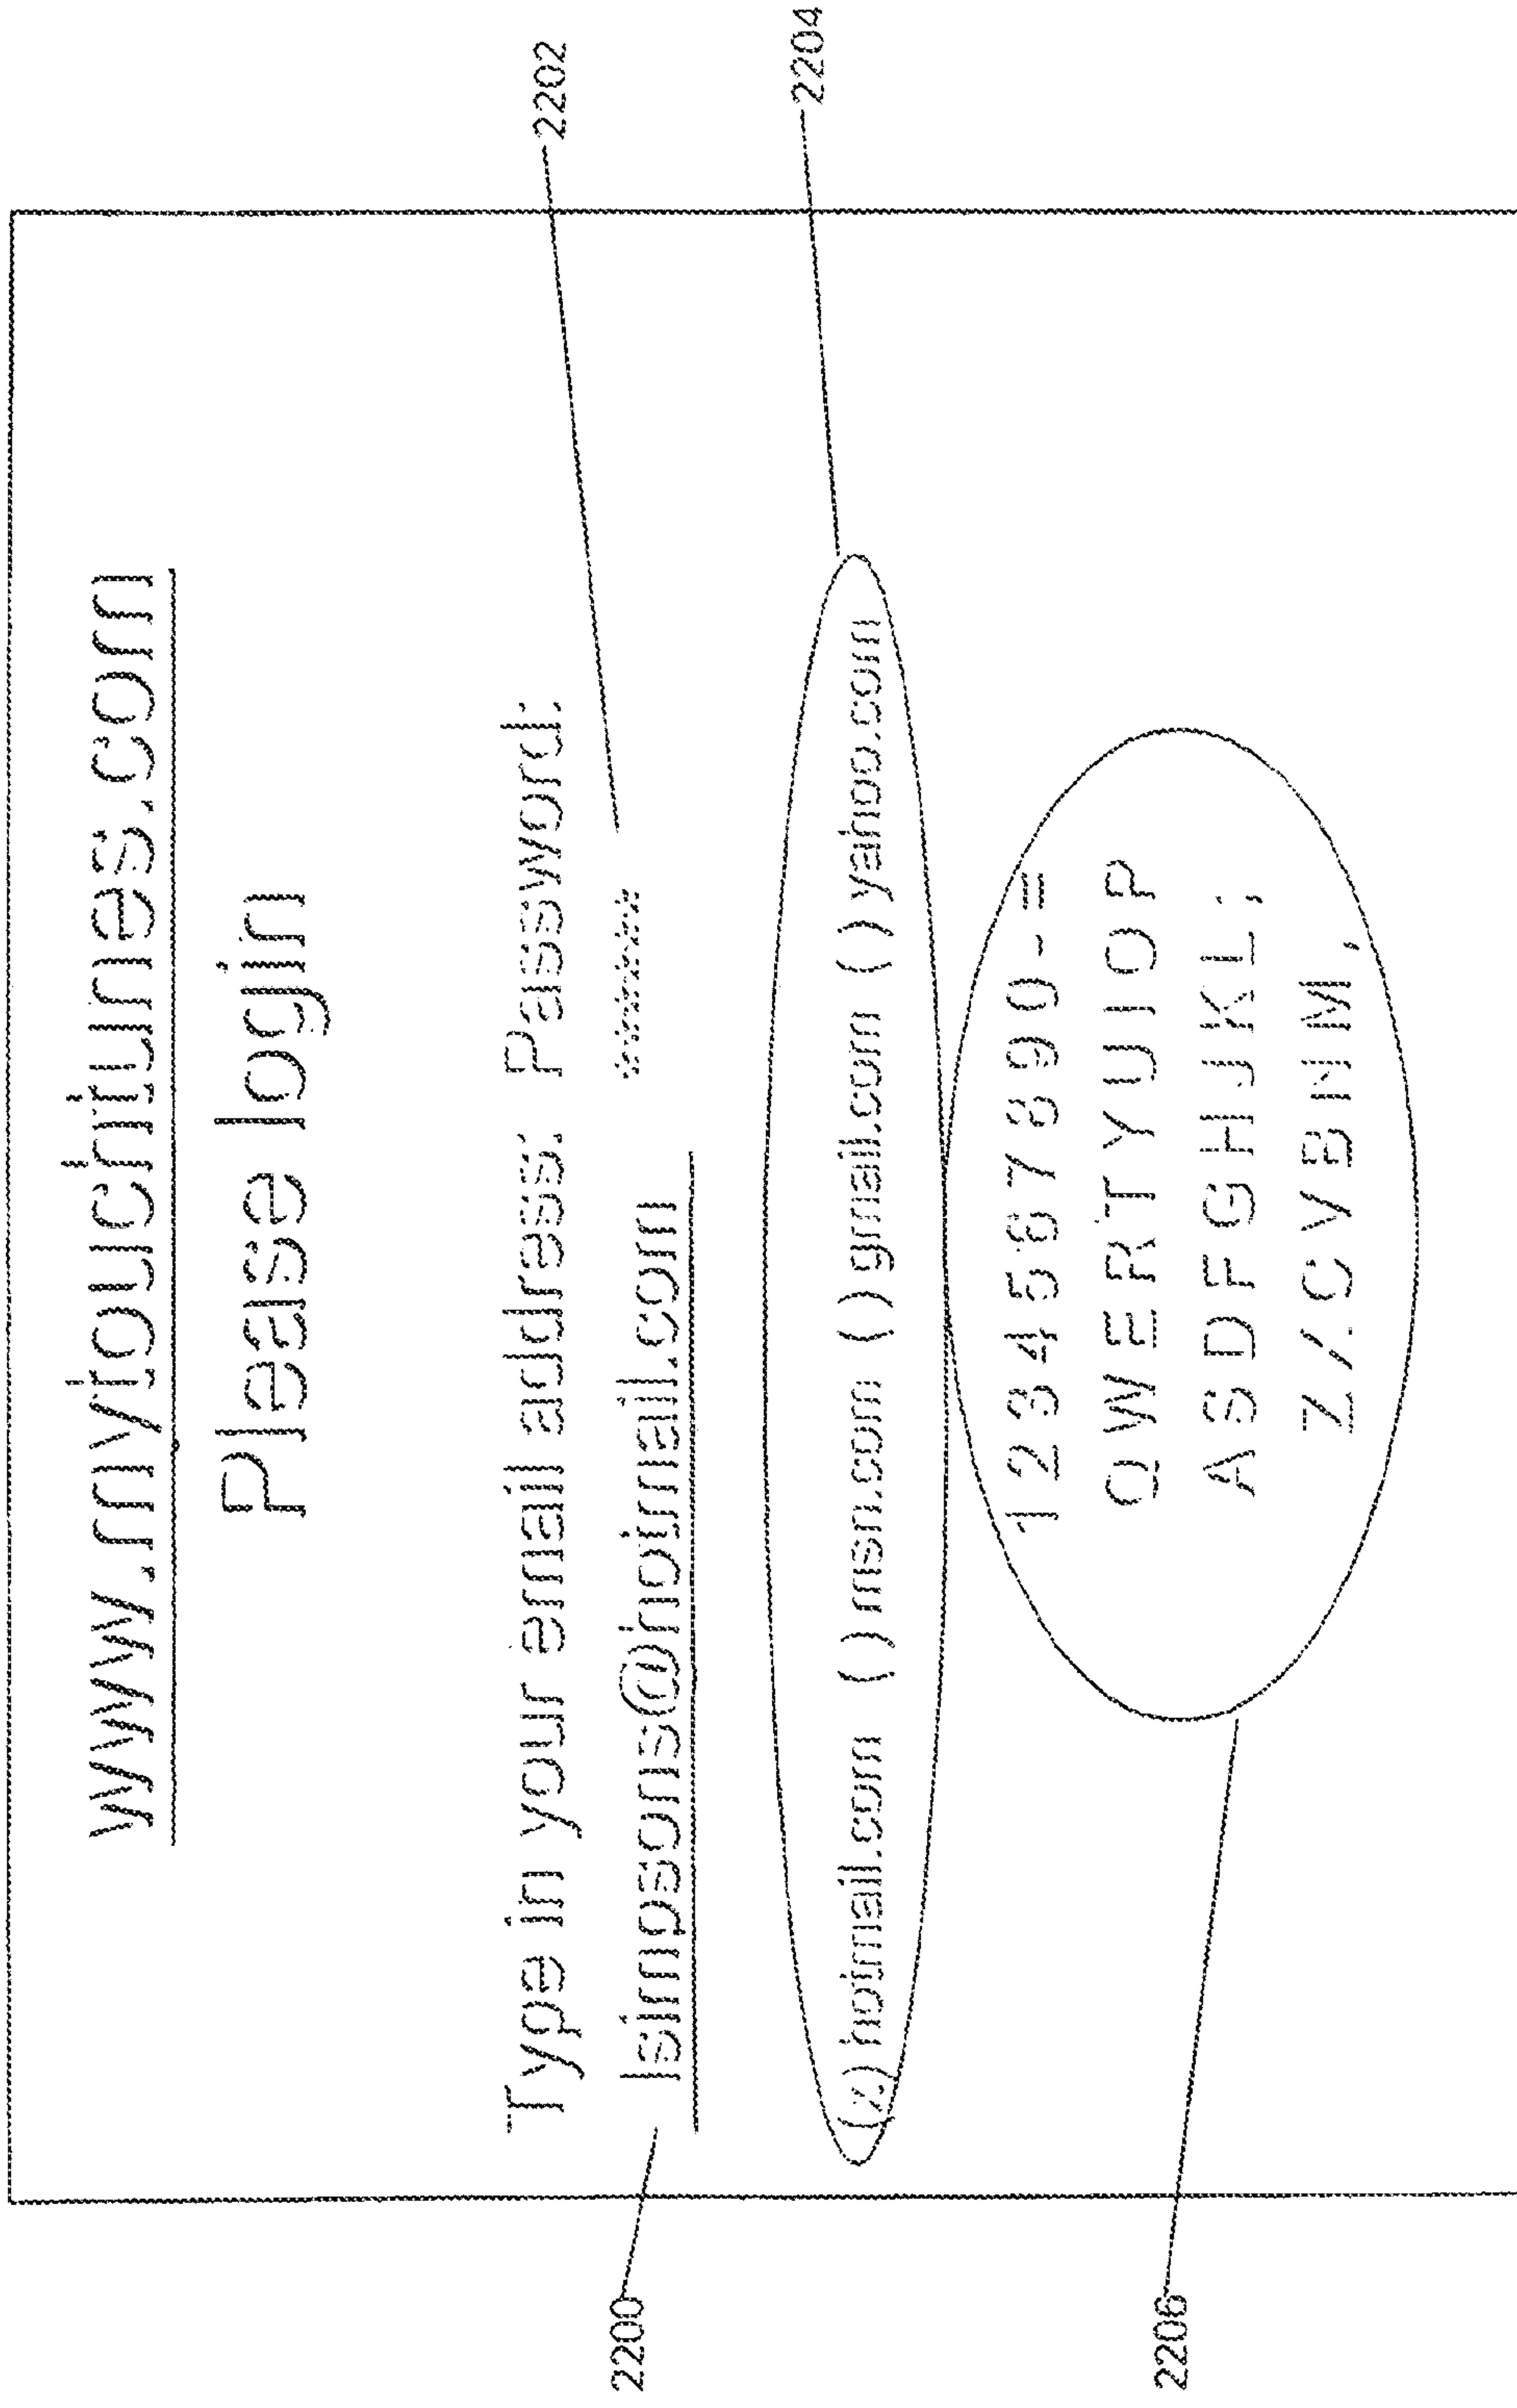 www.mytouchtunes.com
Please login
Type in your email address: Password:
lsimpsons@hotmail.com *******
(x) hotmail.com ( ) msn.com ( ) gmail.com ( ) yahoo.com
1 2 3 4 5 6 7 8 9 0 - =
Q W E R T Y U I O P
A S D F G H J K L ;
Z X C V B N M ,
2200
2202
2204
2206